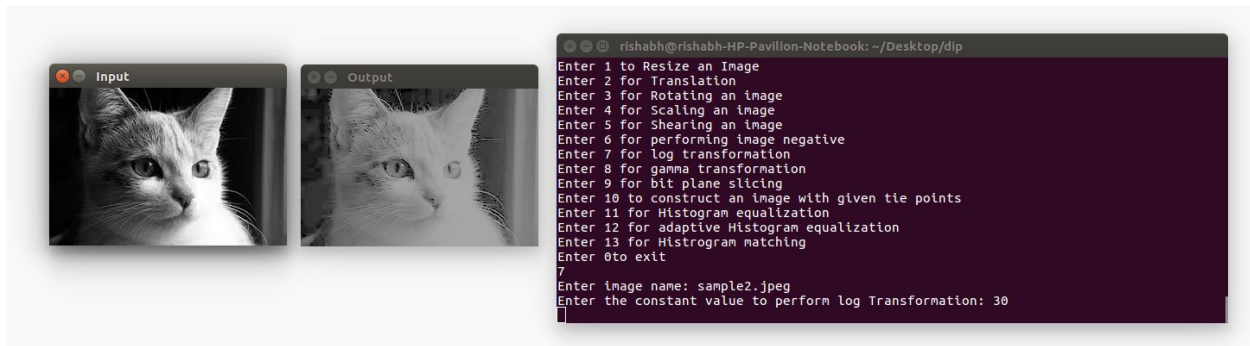 Input
Output
rishabh@rishabh-HP-Pavilion-Notebook: ~/Desktop/dip
Enter 1 to Resize an Image
Enter 2 for Translation
Enter 3 for Rotating an image
Enter 4 for Scaling an image
Enter 5 for Shearing an image
Enter 6 for performing image negative
Enter 7 for log transformation
Enter 8 for gamma transformation
Enter 9 for bit plane slicing
Enter 10 to construct an image with given tie points
Enter 11 for Histogram equalization
Enter 12 for adaptive Histogram equalization
Enter 13 for Histrogram matching
Enter 0to exit
7
Enter image name: sample2.jpeg
Enter the constant value to perform log Transformation: 30